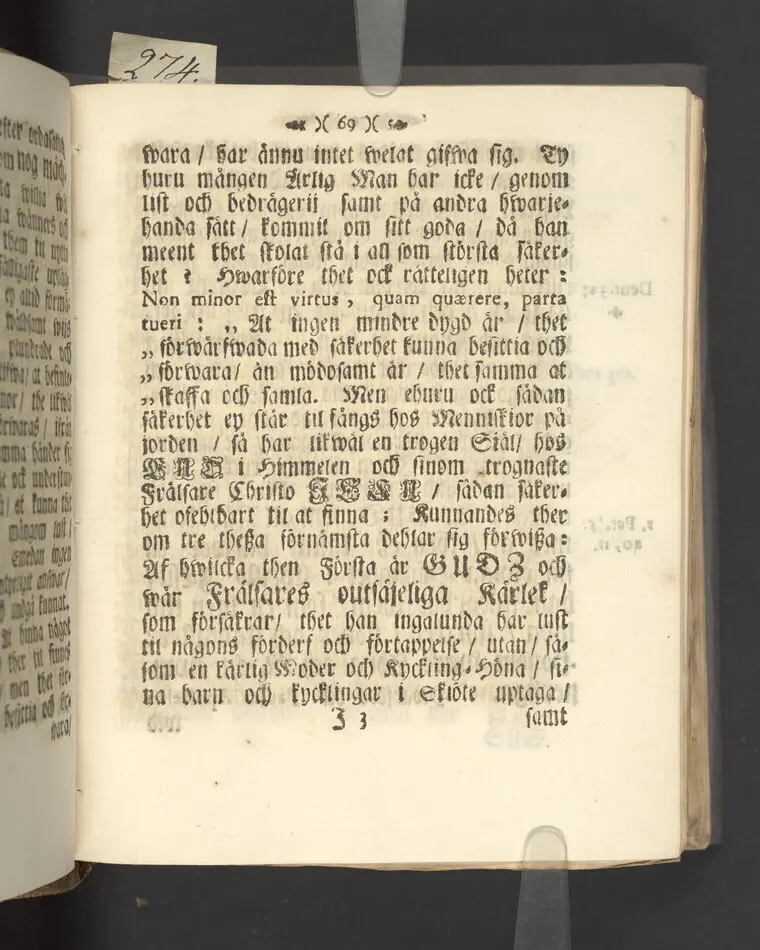 274.
)( 69 )(
wara / har ännu intet welat giffwa sig. Ty
huru mången Ärlig Man har icke / genom
list och bedrägerij samt på andra hwarje-
handa sätt / kommit om sitt goda / då han
meent thet skolat stå i all som största säker-
het? Hwarföre thet ock rätteligen heter:
Non minor est virtus, quam quærere, parta
tueri: „ At ingen mindre dygd är / thet
„ förwärfwada med säkerhet kunna besittia och
„ förwara / än mödosamt är / thet samma at
„ skaffa och samla. Men ehuru ock sådan
säkerhet ey står til fångs hos Menniskior på
jorden / så har likwäl en trogen Siäl / hos
GUD i Himmelen och sinom trognaste
Frälsare Christo JESU / sådan säker-
het ofehlbart til at finna; Kunnandes ther
om tre theßa förnämsta dehlar sig förwißa:
Af hwilcka then Första är GUDZ och
wår Frälsares outsäjeliga Kärlek /
som försäkrar / thet han ingalunda har lust
til någons förderf och förtappelse / utan / så-
som en kärlig Moder och Kyckling-Höna / si-
na barn och kycklingar i Skiöte uptaga /
J 3 samt